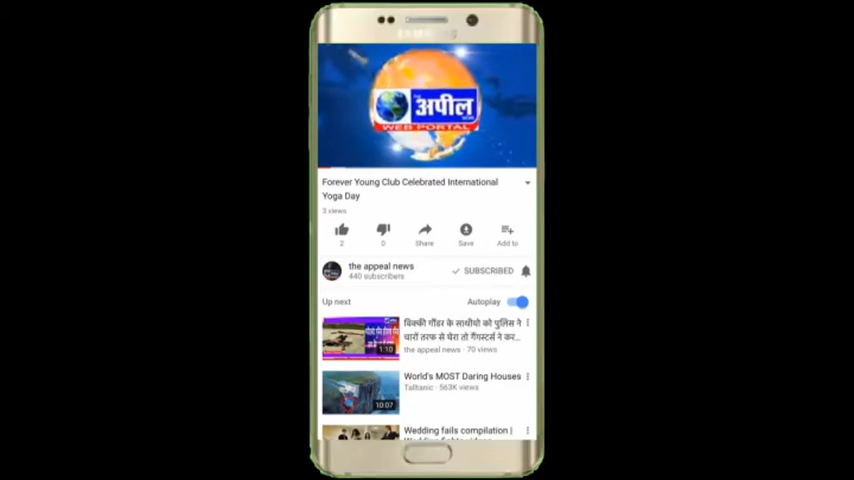 अपील
WEB PORTAL
Forever Young Club Celebrated International
Yoga Day
3 views
2
0
Share
Save
Add to
the appeal news
440 subscribers
SUBSCRIBED
Up next
Autoplay
विक्की गौंडर के साथीयो को पुलिस ने
चारों तरफ से घेरा तो गैंगस्टर्स ने कर...
the appeal news · 70 views
1:10
World's MOST Daring Houses
Talltanic · 563K views
10:07
Wedding fails compilation |